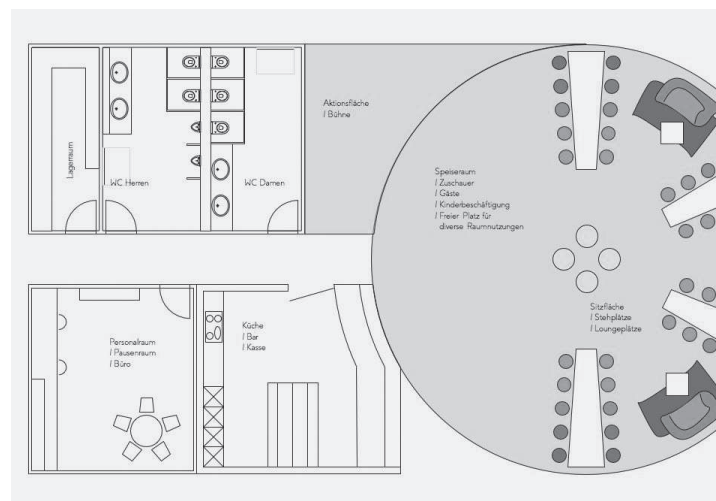 Lagerraum
WC Herren
WC Damen
Aktionsfläche
/ Bühne
Speiseraum
/ Zuschauer
/ Gäste
/ Kinderbeschäftigung
/ Freier Platz für
diverse Raumnutzungen
Sitzfläche
/ Stehplätze
/ Loungeplätze
Personalraum
/ Pausenraum
/ Büro
Küche
/ Bar
/ Kasse